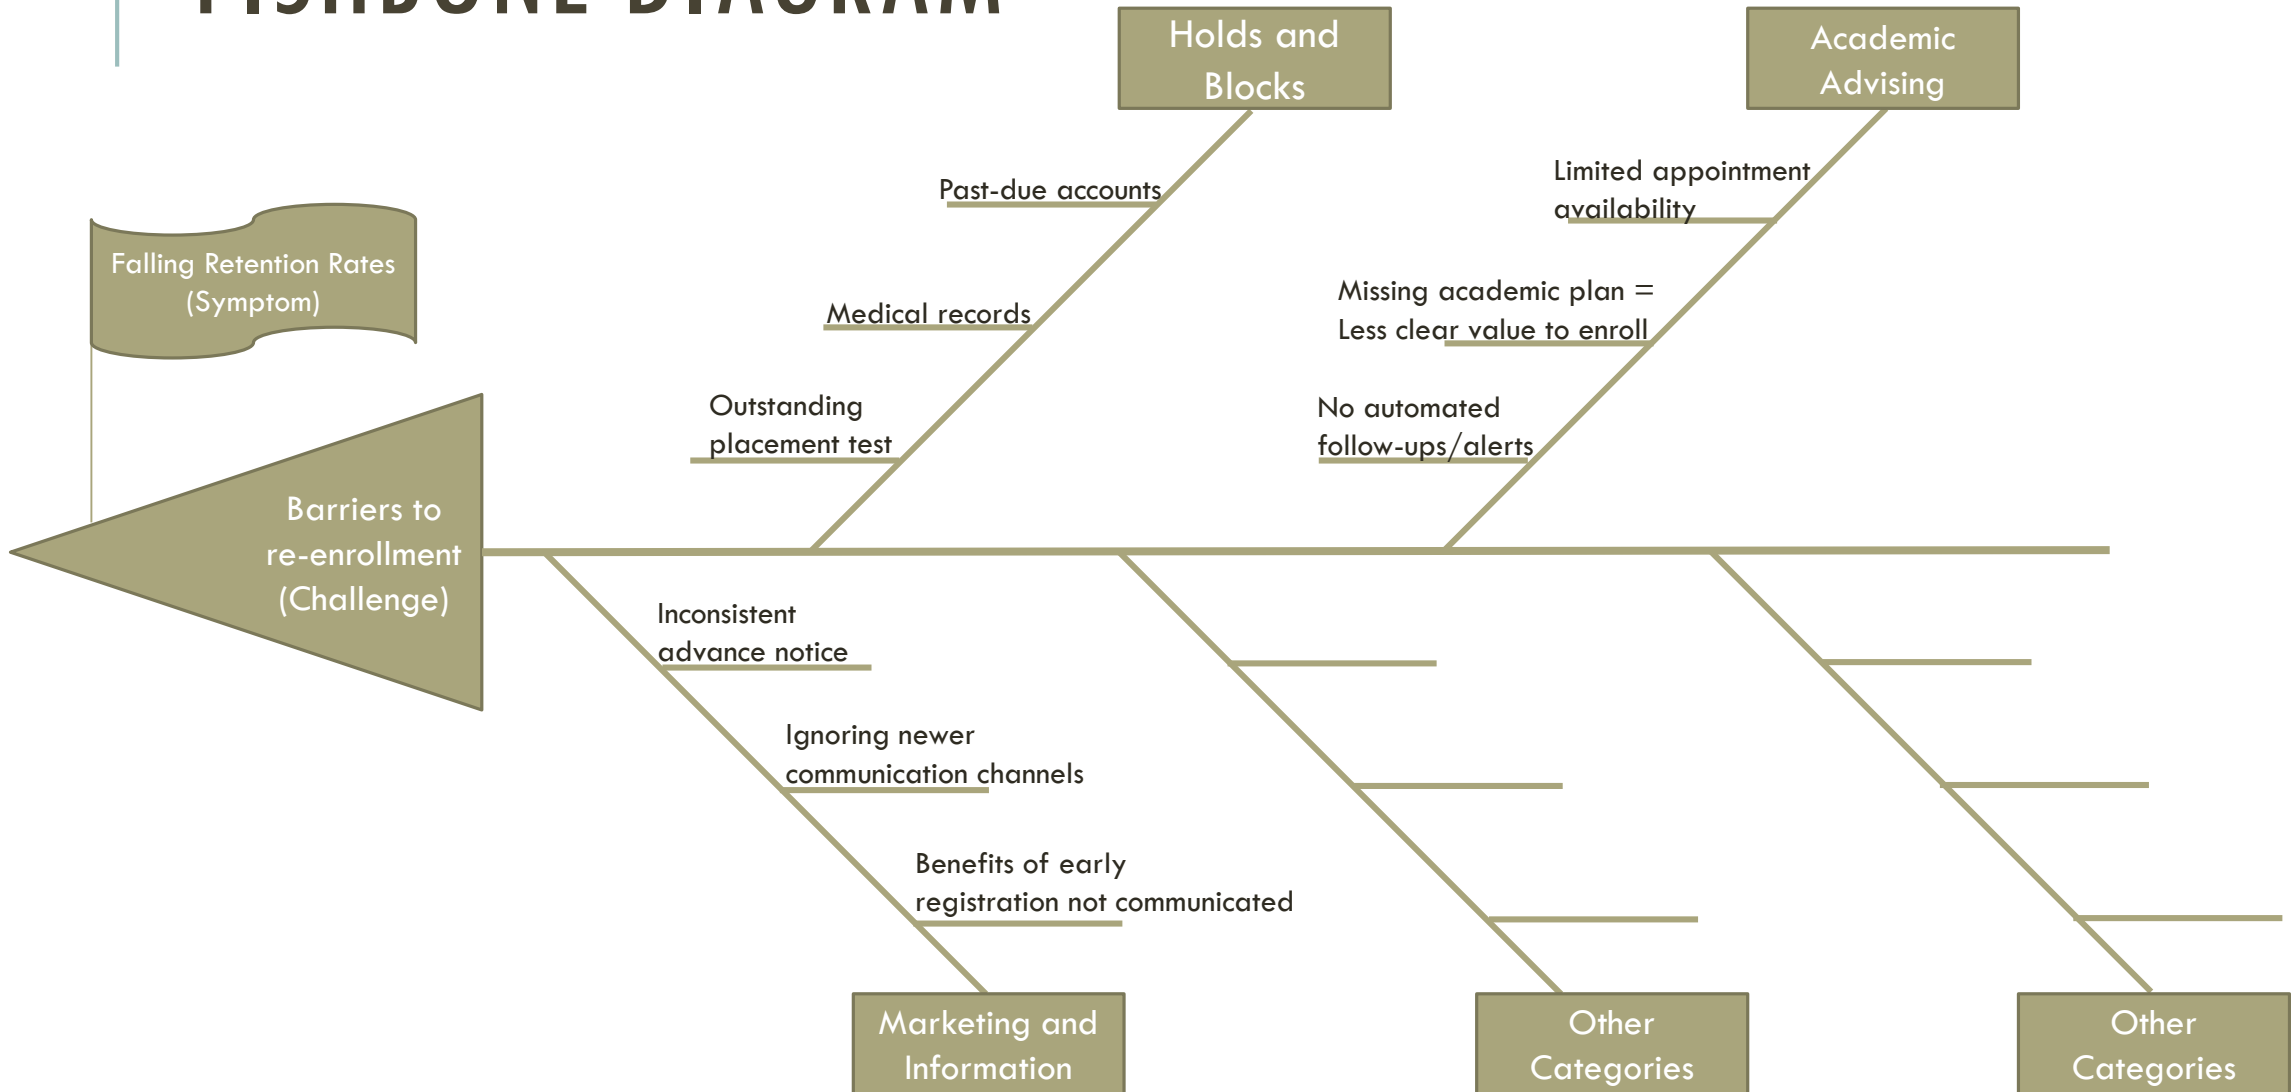 FISHBONE DIAGRAM
Holds and
Blocks
Academic
Advising
Past-due accounts
Limited appointment
availability
Falling Retention Rates
(Symptom)
Medical records
Missing academic plan =
Less clear value to enroll
Outstanding
placement test
No automated
follow-ups/alerts
Barriers to
re-enrollment
(Challenge)
Inconsistent
advance notice
Ignoring newer
communication channels
Benefits of early
registration not communicated
Marketing and
Information
Other
Categories
Other
Categories